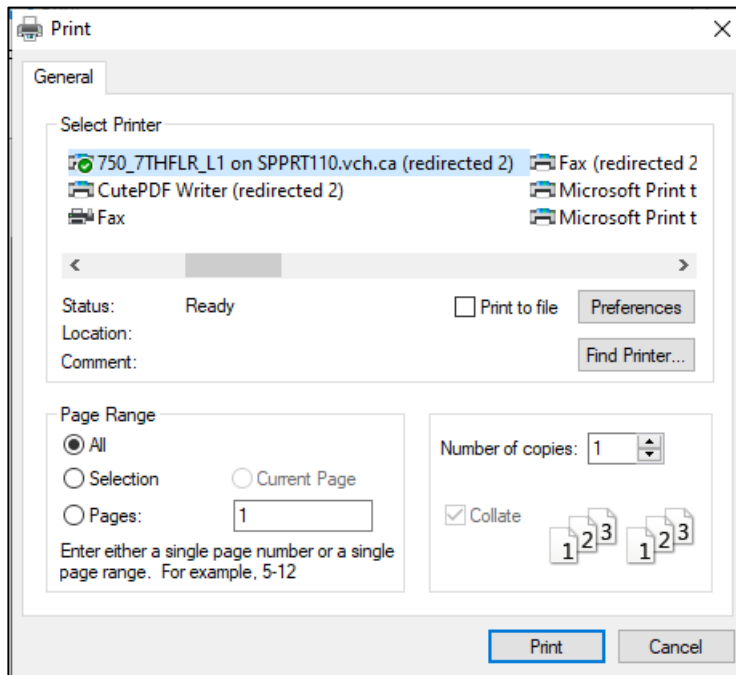 Print
General
Select Printer
750_7THFLR_L1 on SPPRT110.vch.ca (redirected 2) Fax (redirected 2
CutePDF Writer (redirected 2) Microsoft Print t
Fax Microsoft Print t
Status: Ready Print to file Preferences
Location:
Comment: Find Printer...
Page Range
All Number of copies: 1
Selection Current Page
Pages: 1 Collate 1 2 3 1 2 3
Enter either a single page number or a single
page range. For example, 5-12
Print Cancel